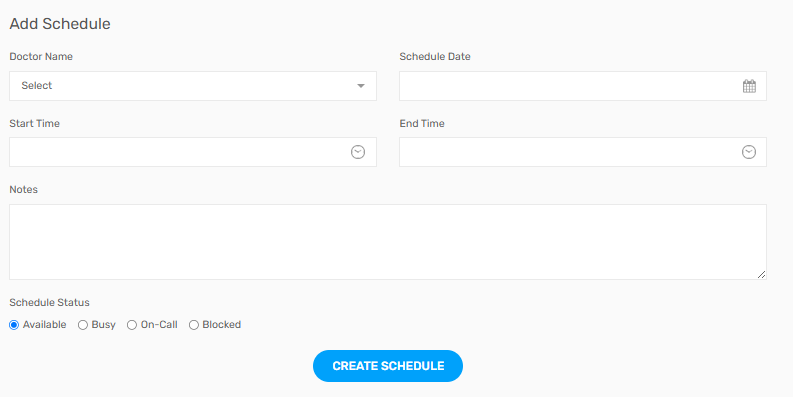 Add Schedule
Doctor Name
Schedule Date
Select
Start Time
End Time
Notes
Schedule Status
Available Busy On-Call Blocked
CREATE SCHEDULE